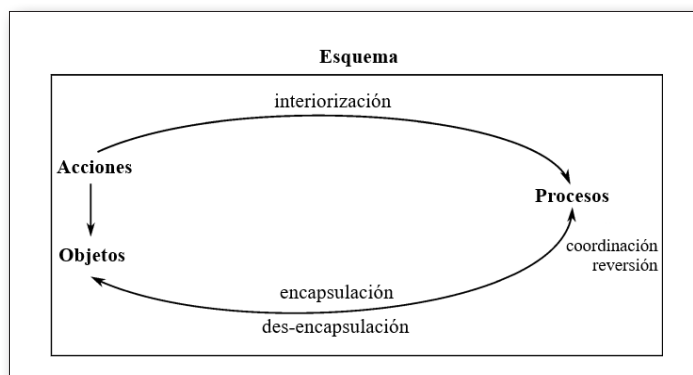 Esquema
interiorización
Acciones
Procesos
Objetos
coordinación
reversión
encapsulación
des-encapsulación